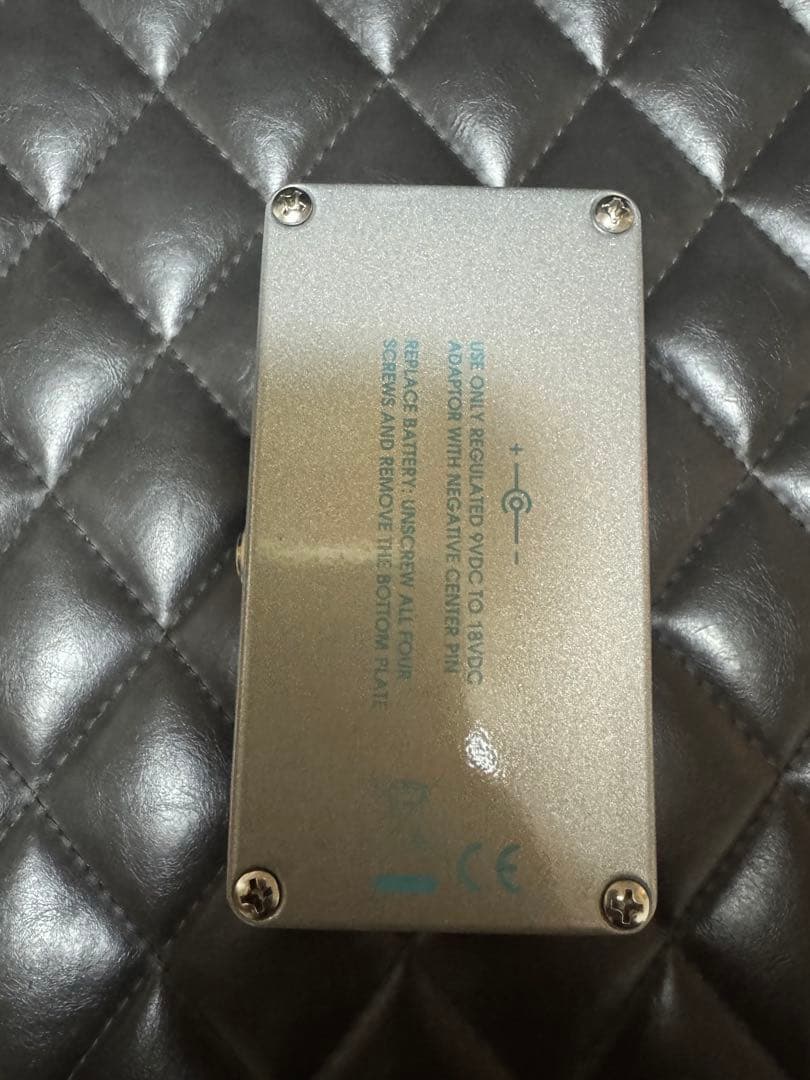 + -
USE ONLY REGULATED 9VDC TO 18VDC
ADAPTOR WITH NEGATIVE CENTER PIN
REPLACE BATTERY: UNSCREW ALL FOUR
SCREWS AND REMOVE THE BOTTOM PLATE
CE